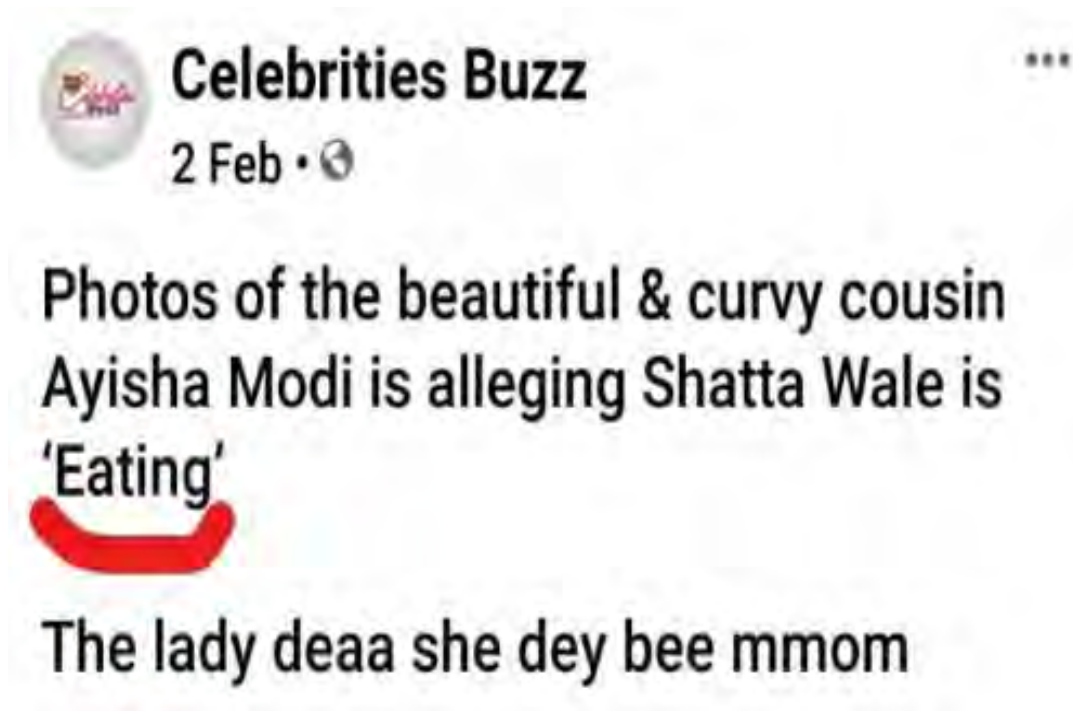 Celebrities Buzz
2 Feb •
Photos of the beautiful & curvy cousin
Ayisha Modi is alleging Shatta Wale is
‘Eating’
The lady deaa she dey bee mmom